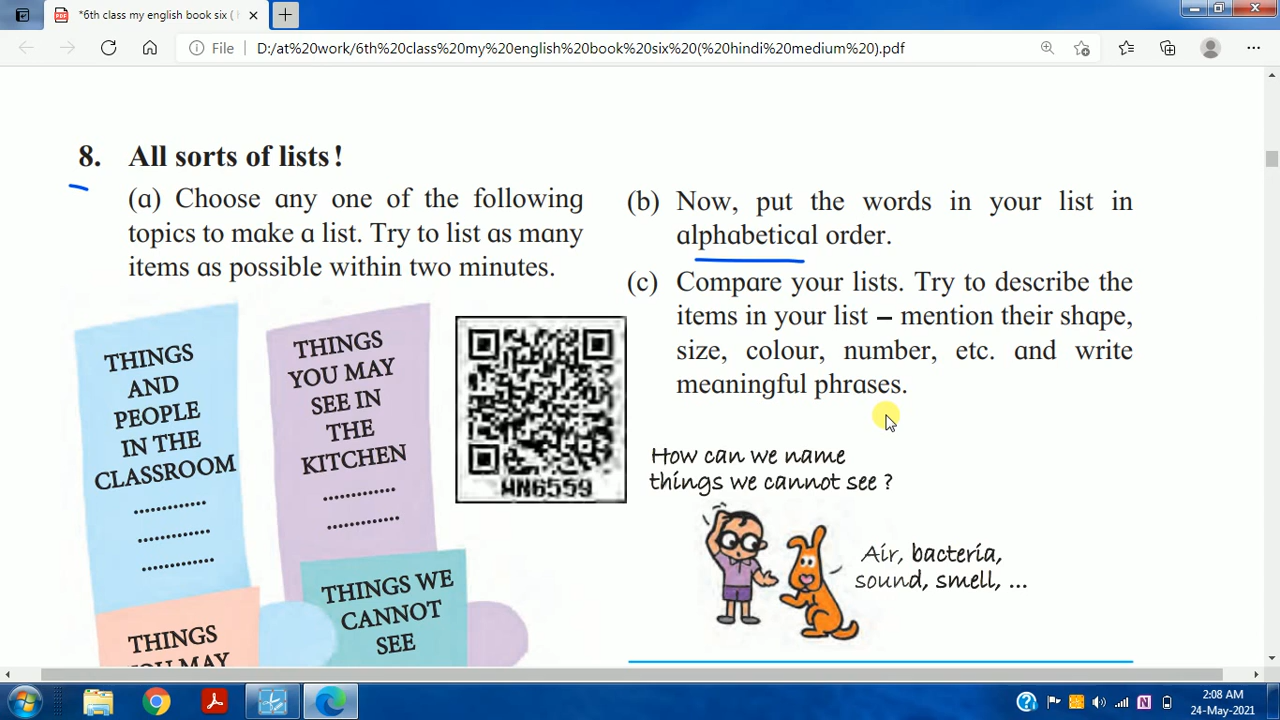 *6th class my english book six ( h
File
D:/at%20work/6th%20class%20my%20english%20book%20six%20(%20hindi%20medium%20).pdf
8. All sorts of lists!
(a) Choose any one of the following
topics to make a list. Try to list as many
items as possible within two minutes.
THINGS
AND
PEOPLE
IN THE
CLASSROOM
..............
..............
..............
THINGS
YOU MAY
SEE IN
THE
KITCHEN
..............
..............
WN6559
THINGS
YOU MAY
THINGS WE
CANNOT
SEE
(b) Now, put the words in your list in
alphabetical order.
(c) Compare your lists. Try to describe the
items in your list – mention their shape,
size, colour, number, etc. and write
meaningful phrases.
How can we name
things we cannot see ?
Air, bacteria,
sound, smell, ...
2:08 AM
24-May-2021